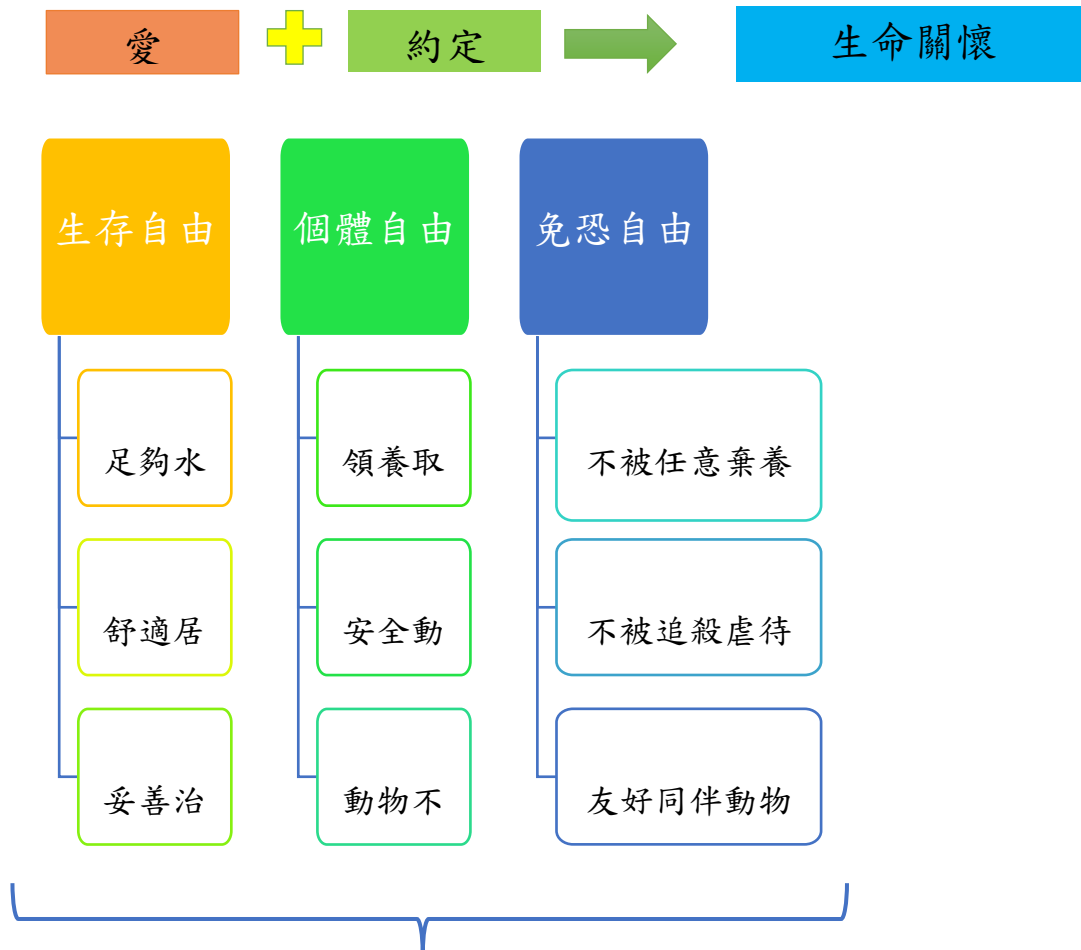 愛
約定
生命關懷
生存自由
個體自由
免恐自由
足夠水
領養取
不被任意棄養
舒適居
安全動
不被追殺虐待
妥善治
動物不
友好同伴動物